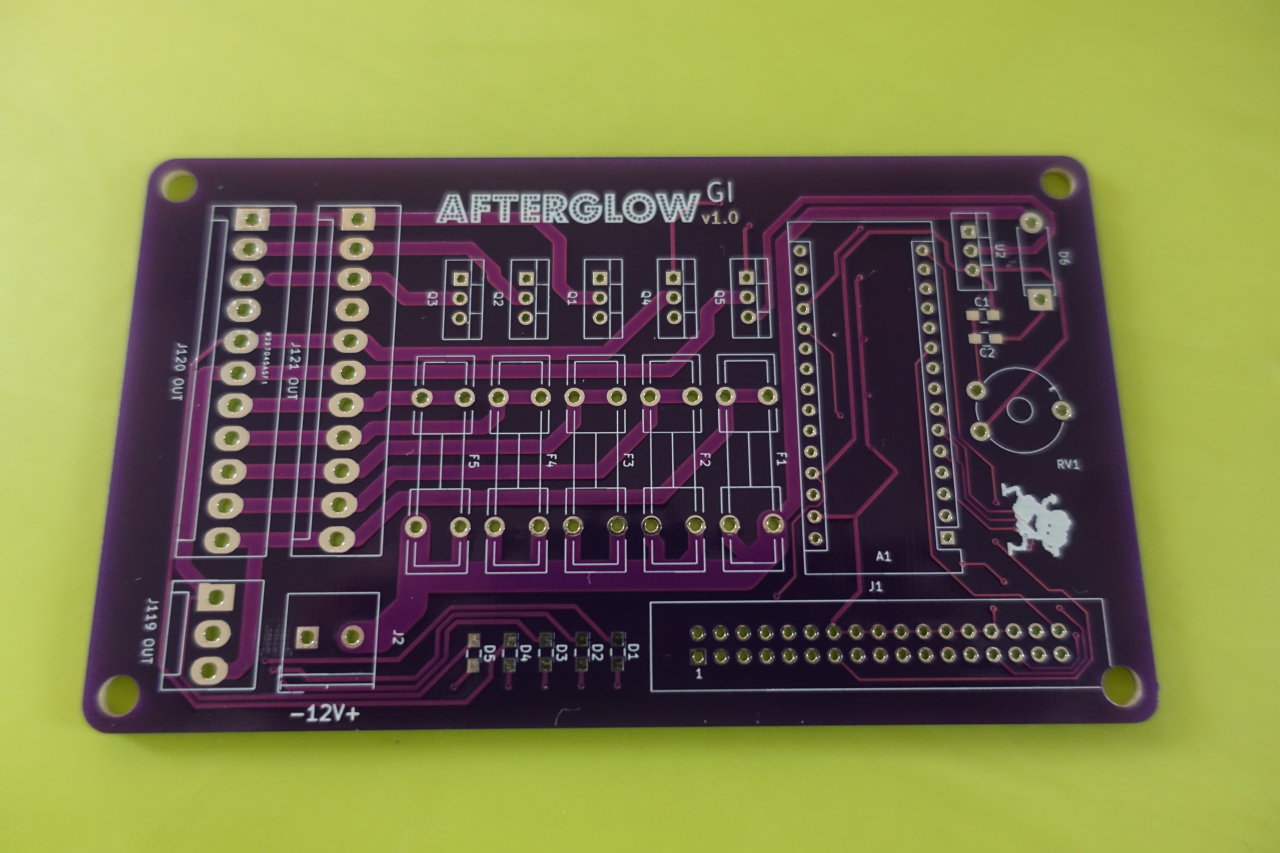 AFTERGLOW GI
v1.0
J120 OUT
J121 OUT
Q3
Q2
Q1
Q4
Q5
U2
D6
C1
C2
RV1
F5
F4
F3
F2
F1
A1
J1
J119 OUT
J2
D5
D4
D3
D2
D1
1
-12V+